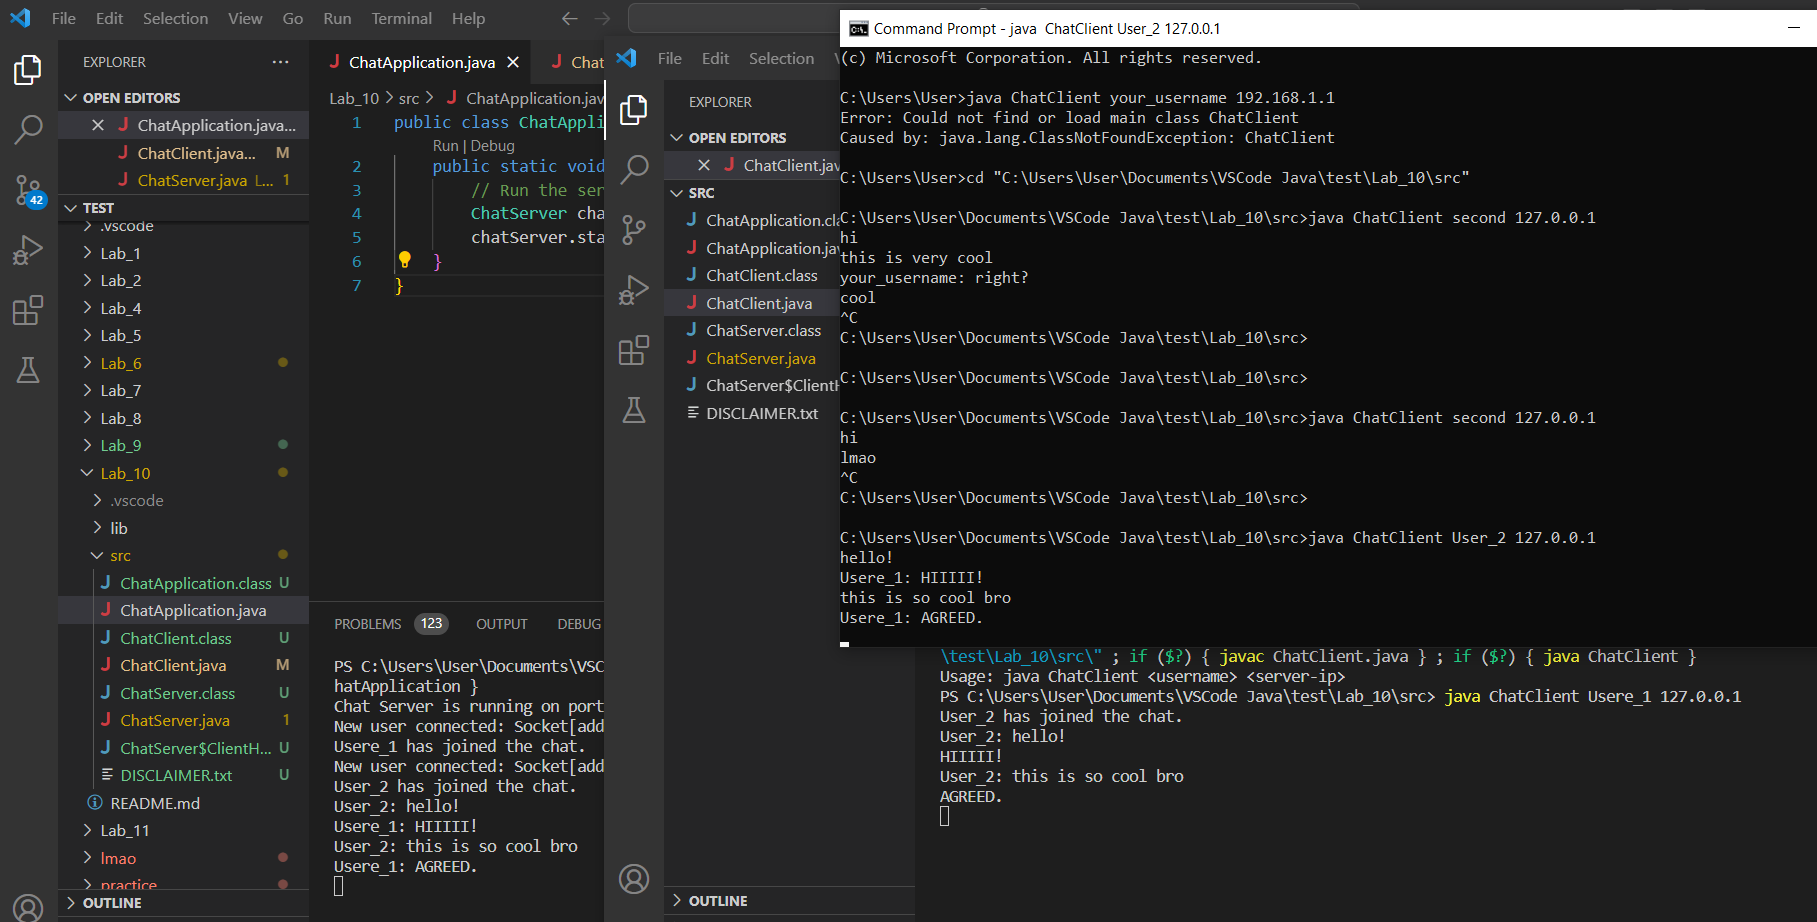 File Edit Selection View Go Run Terminal Help
EXPLORER
OPEN EDITORS
ChatApplication.java...
ChatClient.java... M
ChatServer.java L... 1
TEST
.vscode
Lab_1
Lab_2
Lab_4
Lab_5
Lab_6
Lab_7
Lab_8
Lab_9
Lab_10
.vscode
lib
src
ChatApplication.class U
ChatApplication.java
ChatClient.class U
ChatClient.java M
ChatServer.class U
ChatServer.java 1
ChatServer$ClientH... U
DISCLAIMER.txt U
README.md
Lab_11
lmao
practice
OUTLINE
42
ChatApplication.java
Chat
Lab_10 > src > ChatApplication.jav
1 public class ChatAppli
Run | Debug
2 public static void
3 // Run the ser
4 ChatServer cha
5 chatServer.sta
6 }
7 }
PROBLEMS 123 OUTPUT DEBUG
PS C:\Users\User\Documents\VSC
hatApplication }
Chat Server is running on port
New user connected: Socket[add
Usere_1 has joined the chat.
New user connected: Socket[add
User_2 has joined the chat.
User_2: hello!
Usere_1: HIIIII!
User_2: this is so cool bro
Usere_1: AGREED.
File Edit Selection
EXPLORER
OPEN EDITORS
ChatClient.jav
SRC
ChatApplication.cla
ChatApplication.jav
ChatClient.class
ChatClient.java
ChatServer.class
ChatServer.java
ChatServer$ClientH
DISCLAIMER.txt
OUTLINE
Command Prompt - java ChatClient User_2 127.0.0.1
(c) Microsoft Corporation. All rights reserved.
C:\Users\User>java ChatClient your_username 192.168.1.1
Error: Could not find or load main class ChatClient
Caused by: java.lang.ClassNotFoundException: ChatClient
C:\Users\User>cd "C:\Users\User\Documents\VSCode Java\test\Lab_10\src"
C:\Users\User\Documents\VSCode Java\test\Lab_10\src>java ChatClient second 127.0.0.1
hi
this is very cool
your_username: right?
cool
^C
C:\Users\User\Documents\VSCode Java\test\Lab_10\src>
C:\Users\User\Documents\VSCode Java\test\Lab_10\src>
C:\Users\User\Documents\VSCode Java\test\Lab_10\src>java ChatClient second 127.0.0.1
hi
lmao
^C
C:\Users\User\Documents\VSCode Java\test\Lab_10\src>
C:\Users\User\Documents\VSCode Java\test\Lab_10\src>java ChatClient User_2 127.0.0.1
hello!
Usere_1: HIIIII!
this is so cool bro
Usere_1: AGREED.
\test\Lab_10\src\" ; if ($?) { javac ChatClient.java } ; if ($?) { java ChatClient }
Usage: java ChatClient <username> <server-ip>
PS C:\Users\User\Documents\VSCode Java\test\Lab_10\src> java ChatClient Usere_1 127.0.0.1
User_2 has joined the chat.
User_2: hello!
HIIIII!
User_2: this is so cool bro
AGREED.